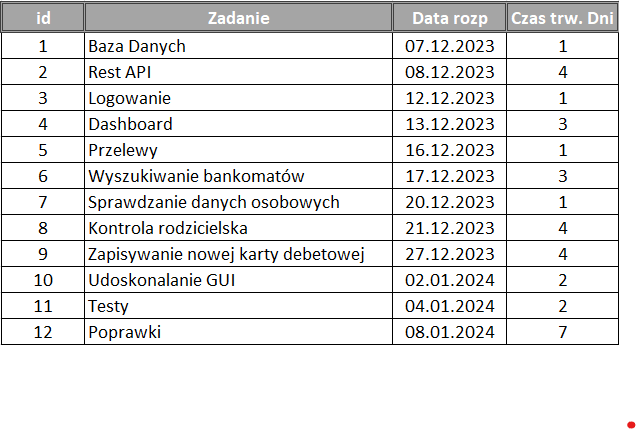 id Zadanie Data rozp Czas trw. Dni
1 Baza Danych 07.12.2023 1
2 Rest API 08.12.2023 4
3 Logowanie 12.12.2023 1
4 Dashboard 13.12.2023 3
5 Przelewy 16.12.2023 1
6 Wyszukiwanie bankomatów 17.12.2023 3
7 Sprawdzanie danych osobowych 20.12.2023 1
8 Kontrola rodzicielska 21.12.2023 4
9 Zapisywanie nowej karty debetowej 27.12.2023 4
10 Udoskonalanie GUI 02.01.2024 2
11 Testy 04.01.2024 2
12 Poprawki 08.01.2024 7